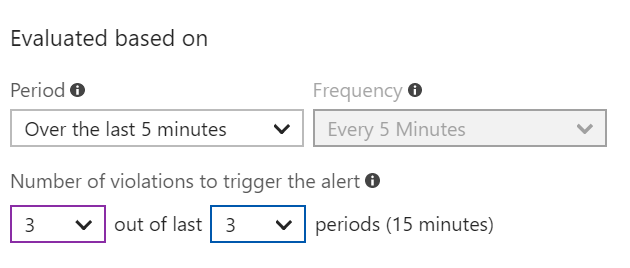 Evaluated based on
Period Frequency
Over the last 5 minutes Every 5 Minutes
Number of violations to trigger the alert
3 out of last 3 periods (15 minutes)